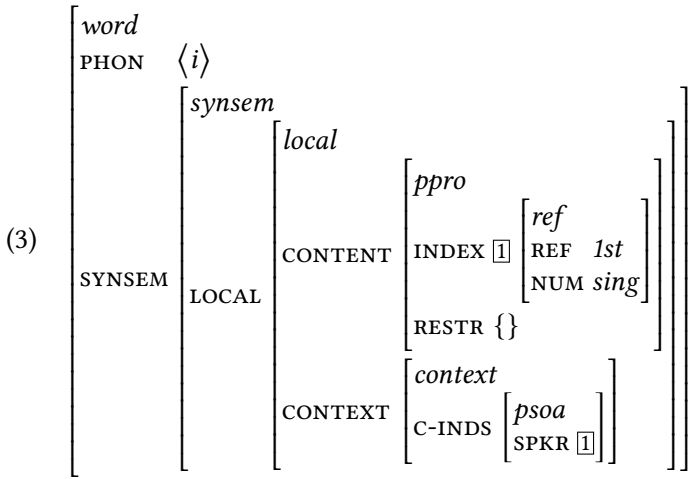 word
PHON ⟨i⟩
synsem
local
ppro
ref
(3)
CONTENT INDEX 1 REF 1st
SYNSEM NUM sing
LOCAL
RESTR {}
context
CONTEXT C-INDS psoa
SPKR 1